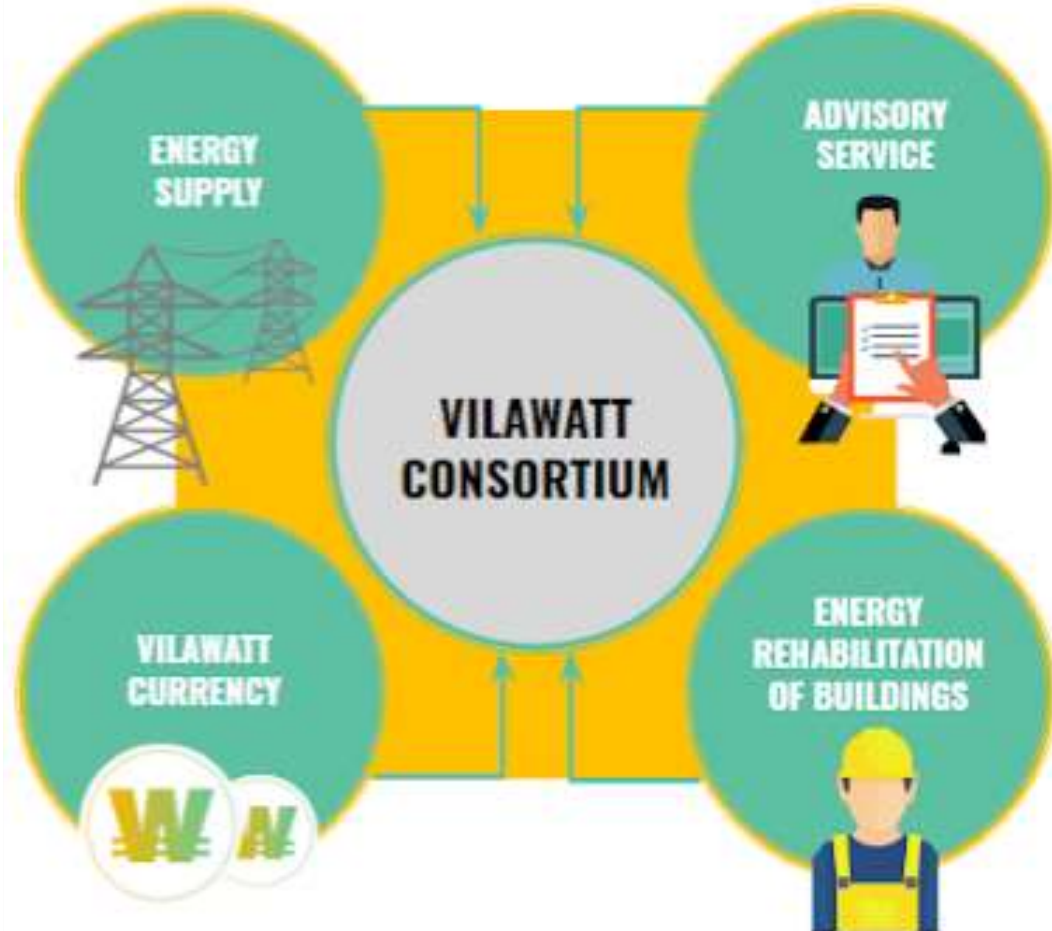 ENERGY
SUPPLY
ADVISORY
SERVICE
VILAWATT
CONSORTIUM
VILAWATT
CURRENCY
ENERGY
REHABILITATION
OF BUILDINGS